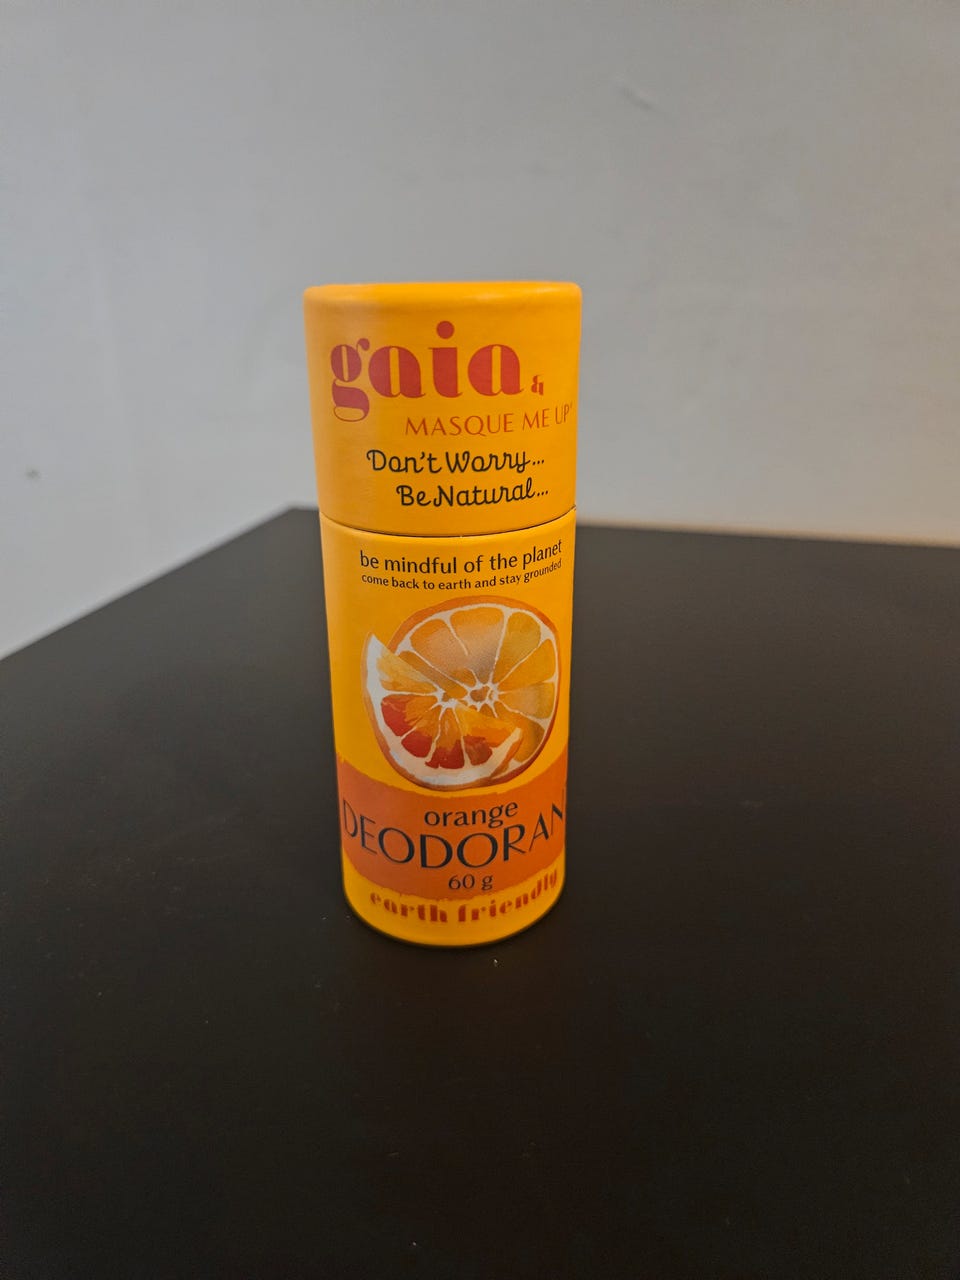 gaia &
MASQUE ME UP
Don't Worry...
Be Natural...
be mindful of the planet
come back to earth and stay grounded
orange
DEODORAN
60 g
earth friendly